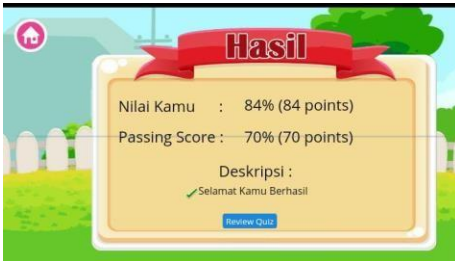 Hasil
Nilai Kamu : 84% (84 points)
Passing Score : 70% (70 points)
Deskripsi :
Selamat Kamu Berhasil
Review Quiz